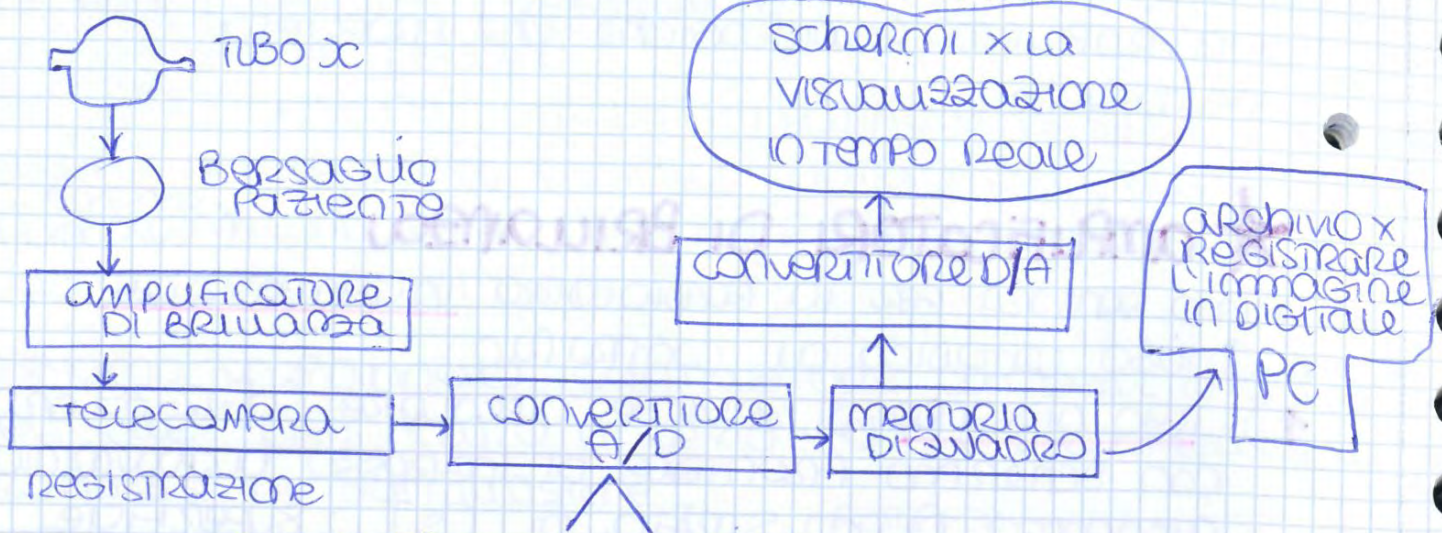 TUBO X
BERSAGLIO
PAZIENTE
AMPLIFICATORE
DI BRILLANZA
TELECAMERA
REGISTRAZIONE
CONVERTITORE
A/D
MEMORIA
DI QUADRO
CONVERTITORE D/A
SCHERMI X LA
VISUALIZZAZIONE
IN TEMPO REALE
ARCHIVIO X
REGISTRARE
L'IMMAGINE
IN DIGITALE
PC